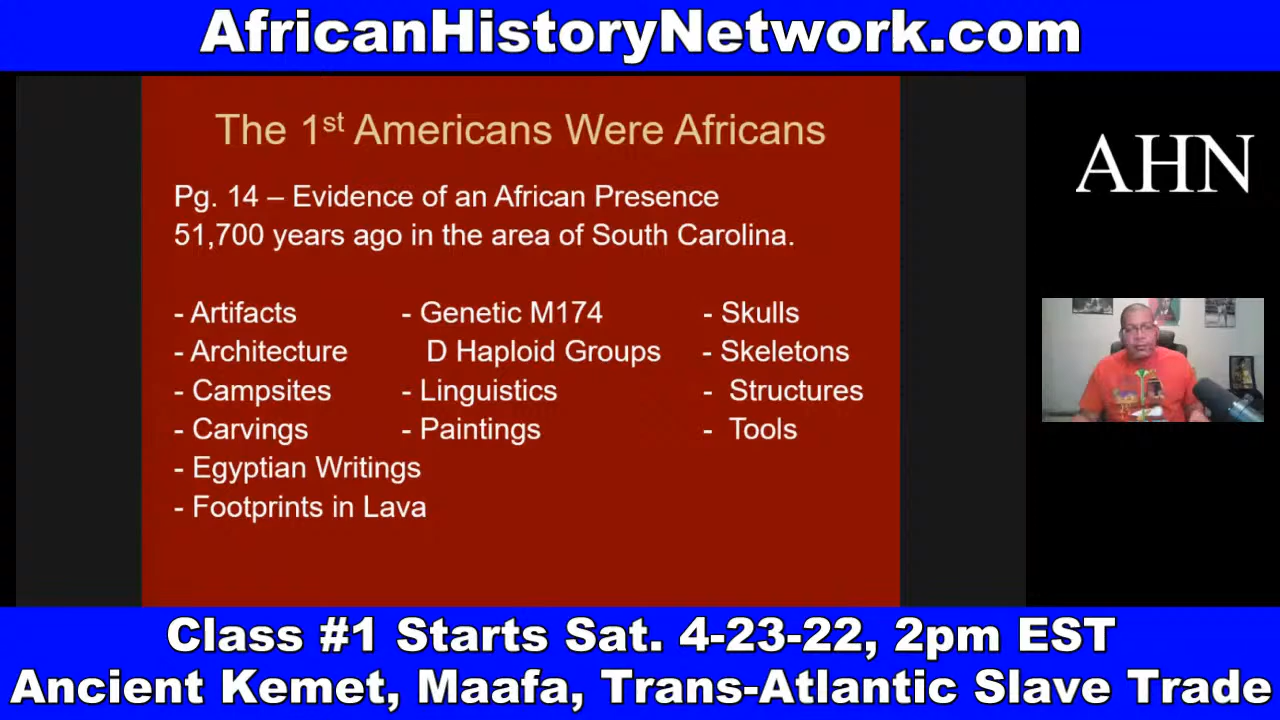 AfricanHistoryNetwork.com
AHN
The 1st Americans Were Africans
Pg. 14 – Evidence of an African Presence
51,700 years ago in the area of South Carolina.
- Artifacts
- Architecture
- Campsites
- Carvings
- Egyptian Writings
- Footprints in Lava
- Genetic M174
D Haploid Groups
- Linguistics
- Paintings
- Skulls
- Skeletons
- Structures
- Tools
Class #1 Starts Sat. 4-23-22, 2pm EST
Ancient Kemet, Maafa, Trans-Atlantic Slave Trade